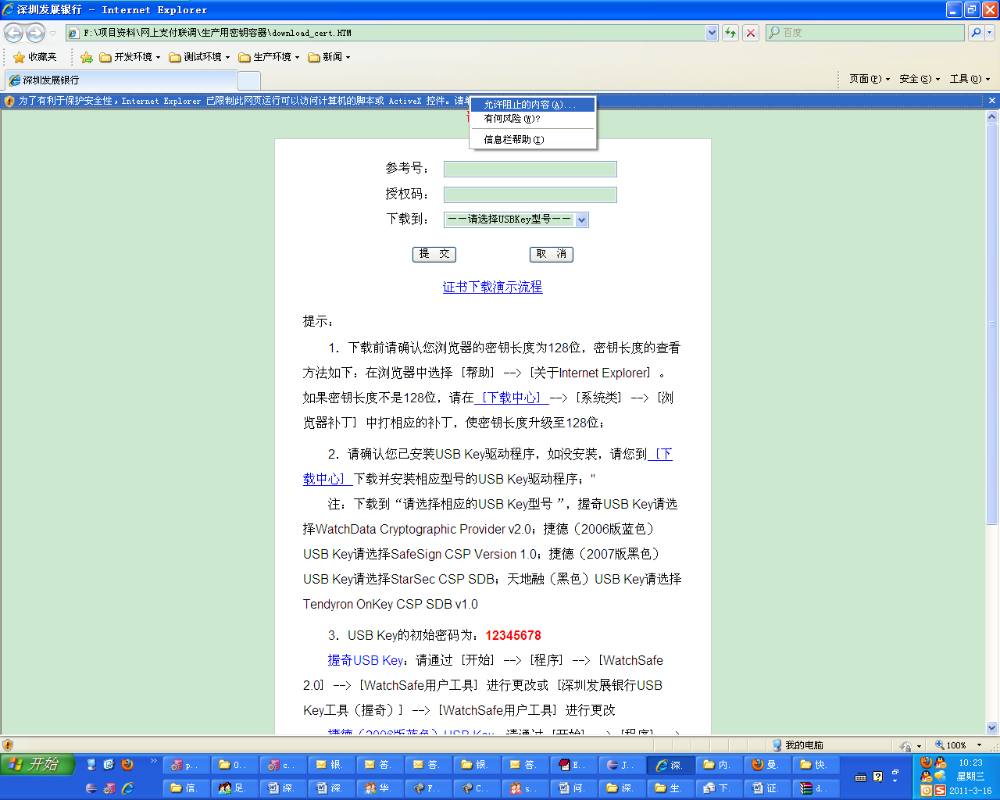 深圳发展银行 - Internet Explorer
F:\项目资料\网上支付联调\生产用密钥容器\download_cert.HTM
百度
收藏夹
开发环境
测试环境
生产环境
新闻
深圳发展银行
页面(P)
安全(S)
工具(O)
为了有利于保护安全性，Internet Explorer 已限制此网页运行可以访问计算机的脚本或 ActiveX 控件。请单
允许阻止的内容(A)...
有何风险(W)?
信息栏帮助(I)
参考号：
授权码：
下载到：
－－请选择USBKey型号－－
提 交
取 消
证书下载演示流程
提示：
1．下载前请确认您浏览器的密钥长度为128位，密钥长度的查看
方法如下：在浏览器中选择［帮助］-->［关于Internet Explorer］。
如果密钥长度不是128位，请在［下载中心］-->［系统类］-->［浏
览器补丁］中打相应的补丁，使密钥长度升级至128位；
2．请确认您已安装USB Key驱动程序，如没安装，请您到［下
载中心］下载并安装相应型号的USB Key驱动程序；"
注：下载到“请选择相应的USB Key型号 ”，握奇USB Key请选
择WatchData Cryptographic Provider v2.0；捷德（2006版蓝色）
USB Key请选择SafeSign CSP Version 1.0；捷德（2007版黑色）
USB Key请选择StarSec CSP SDB；天地融（黑色）USB Key请选择
Tendyron OnKey CSP SDB v1.0
3．USB Key的初始密码为：12345678
握奇USB Key：请通过［开始］-->［程序］-->［WatchSafe
2.0］-->［WatchSafe用户工具］进行更改或［深圳发展银行USB
Key工具（握奇）］-->［WatchSafe用户工具］进行更改
捷德（2006版蓝色）USB Key：请通过［开始］-->［程序］-->
我的电脑
100%
开始
p..
O..
c..
银.
答.
答.
银.
答.
E..
J..
深.
内.
曼.
快.
10:23
信.
足.
深.
深.
华.
F..
C..
s..
问.
深.
生.
下.
证.
d..
星期三
2011-3-16